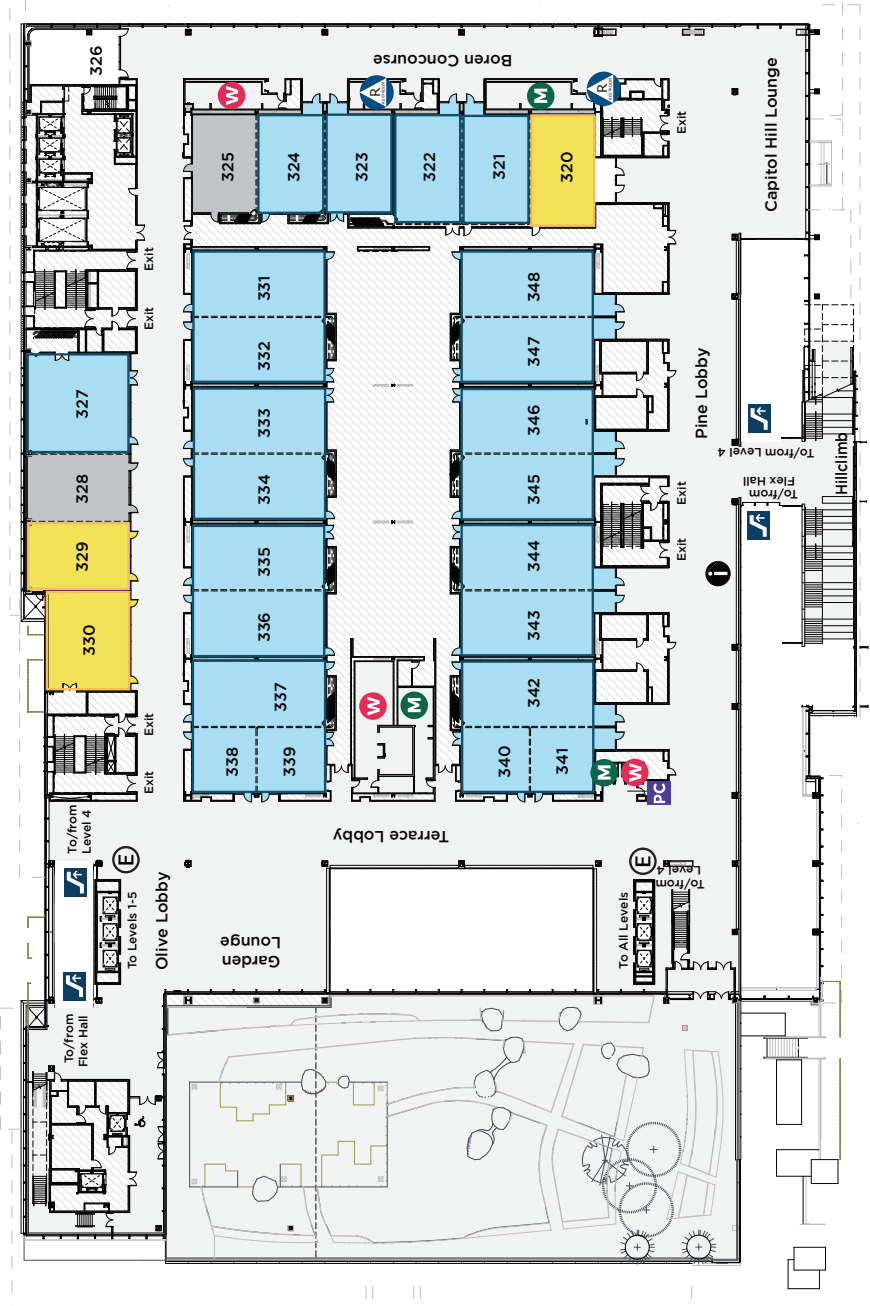 326
Boren Concourse
W
R
RESTROOM
M
R
RESTROOM
Exit
Capitol Hill Lounge
325
324
323
322
321
320
Exit
Exit
331
332
348
347
327
328
329
330
333
334
346
345
Pine Lobby
To/from Level 4
To/from
Flex Hall
Hillclimb
Exit
Exit
i
335
336
344
343
337
338
339
W
M
342
340
341
M
W
PC
Exit
Exit
To/from
Level 4
E
Terrace Lobby
E
To/from
Level 4
To Levels 1-5
Olive Lobby
Garden
Lounge
To All Levels
To/from
Flex Hall